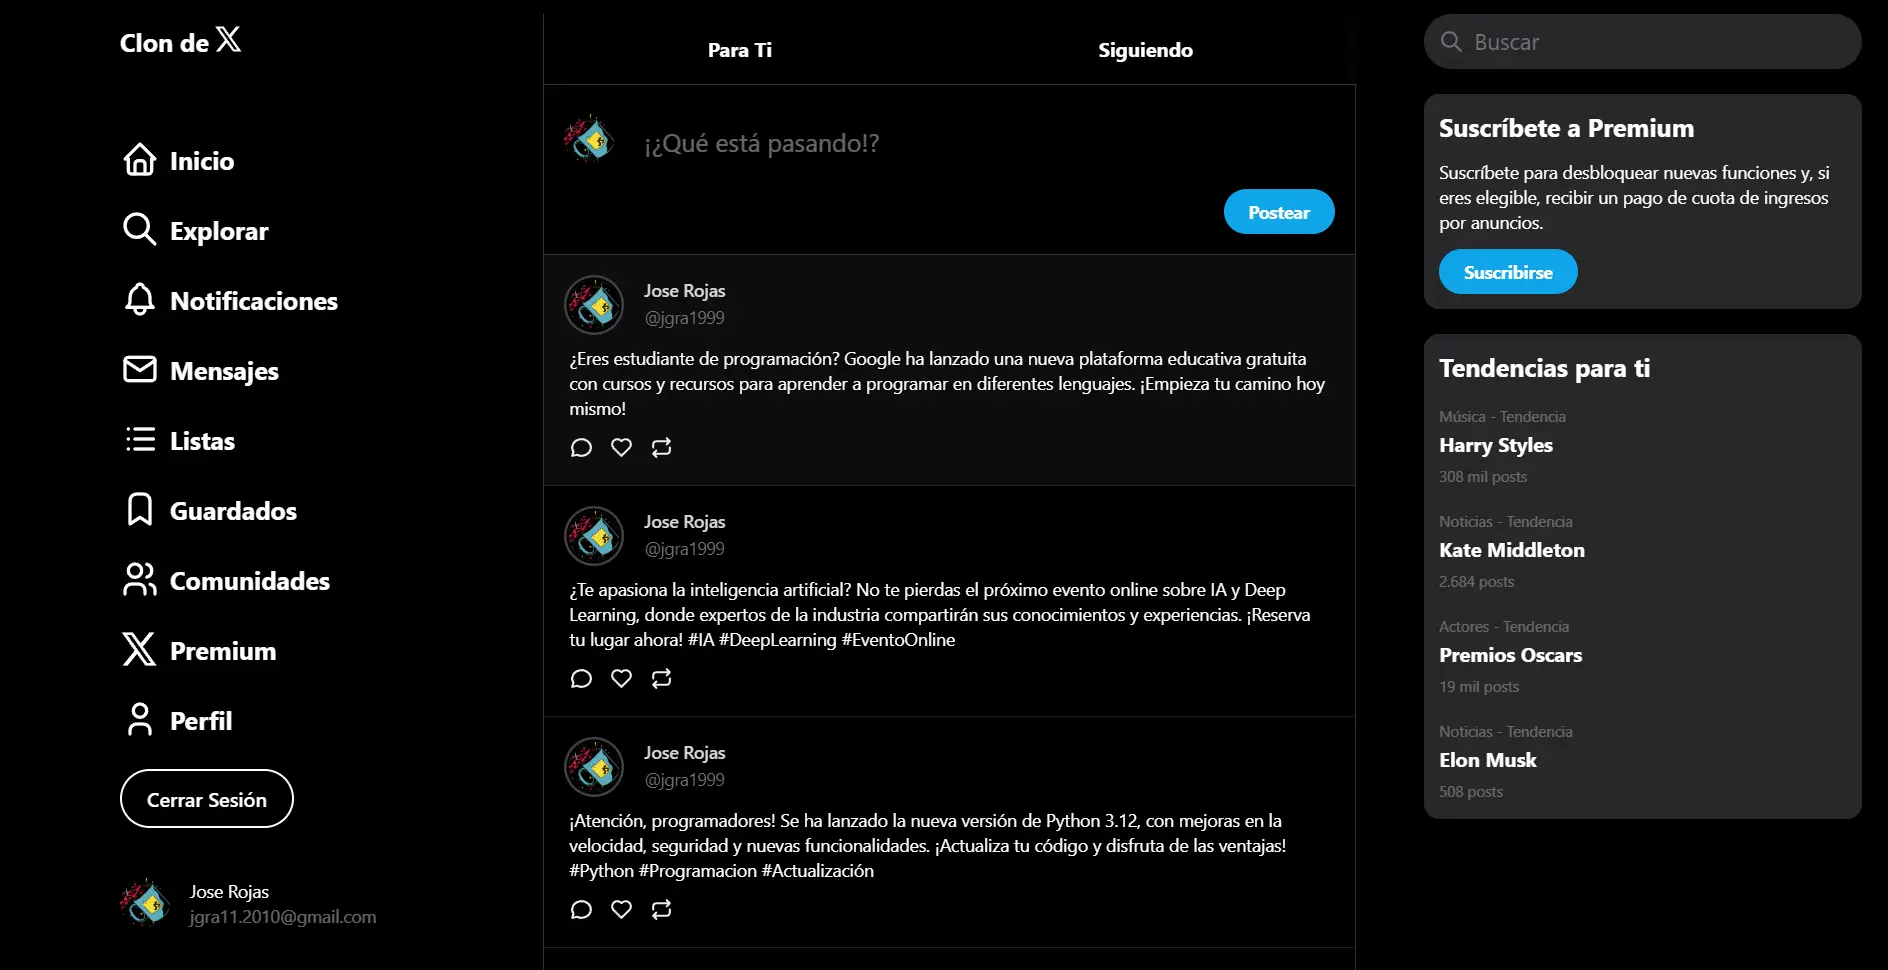 Clon de X
Inicio
Explorar
Notificaciones
Mensajes
Listas
Guardados
Comunidades
Premium
Perfil
Cerrar Sesión
Jose Rojas
jgra11.2010@gmail.com
Para Ti
Siguiendo
¡¿Qué está pasando!?
Postear
Jose Rojas
@jgra1999
¿Eres estudiante de programación? Google ha lanzado una nueva plataforma educativa gratuita
con cursos y recursos para aprender a programar en diferentes lenguajes. ¡Empieza tu camino hoy
mismo!
Jose Rojas
@jgra1999
¿Te apasiona la inteligencia artificial? No te pierdas el próximo evento online sobre IA y Deep
Learning, donde expertos de la industria compartirán sus conocimientos y experiencias. ¡Reserva
tu lugar ahora! #IA #DeepLearning #EventoOnline
Jose Rojas
@jgra1999
¡Atención, programadores! Se ha lanzado la nueva versión de Python 3.12, con mejoras en la
velocidad, seguridad y nuevas funcionalidades. ¡Actualiza tu código y disfruta de las ventajas!
#Python #Programacion #Actualización
Buscar
Suscríbete a Premium
Suscríbete para desbloquear nuevas funciones y, si
eres elegible, recibir un pago de cuota de ingresos
por anuncios.
Suscribirse
Tendencias para ti
Música - Tendencia
Harry Styles
308 mil posts
Noticias - Tendencia
Kate Middleton
2.684 posts
Actores - Tendencia
Premios Oscars
19 mil posts
Noticias - Tendencia
Elon Musk
508 posts